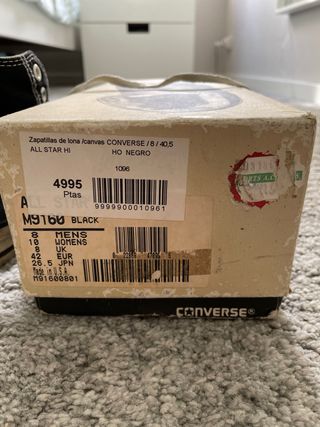 Zapatillas de lona /canvas CONVERSE / 8 / 40,5
ALL STAR HI HO NEGRO
1096
4995
Ptas
9999900010961
M9160 BLACK
8 MENS
10 WOMENS
8 UK
42 EUR
26.5 JPN
Made in U.S.A
M91600801
CONVERSE®